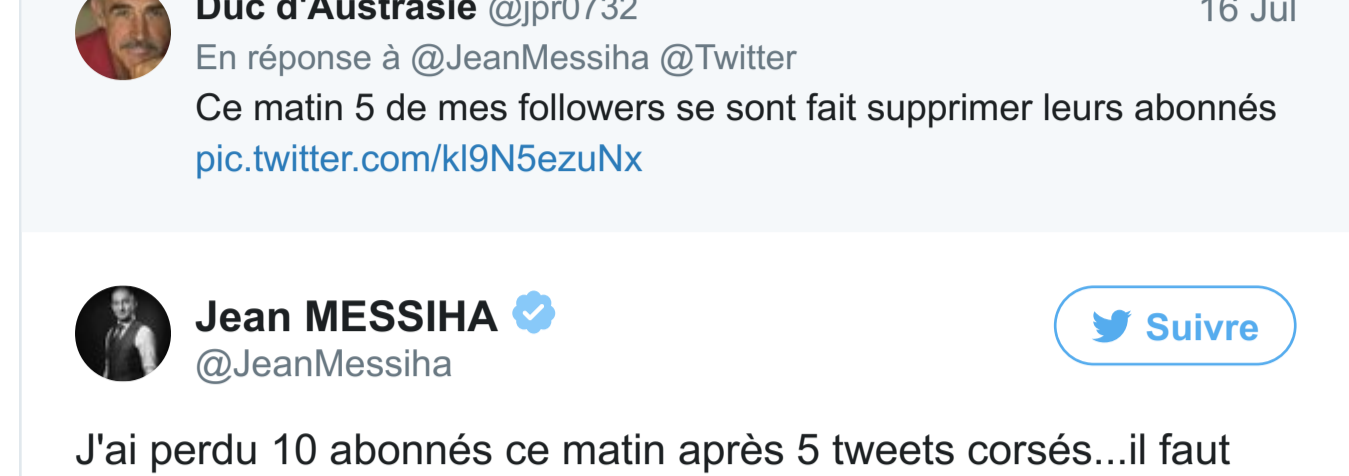 Duc d'Austrasie @jpr0732 16 Jul
En réponse à @JeanMessiha @Twitter
Ce matin 5 de mes followers se sont fait supprimer leurs abonnés
pic.twitter.com/kl9N5ezuNx
Jean MESSIHA
Suivre
@JeanMessiha
J'ai perdu 10 abonnés ce matin après 5 tweets corsés...il faut